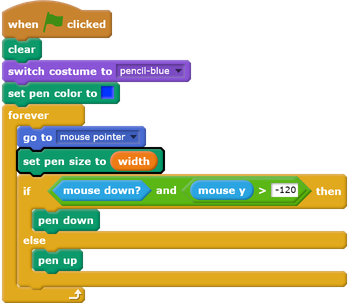 when clicked
clear
switch costume to pencil-blue
set pen color to
forever
go to mouse pointer
set pen size to width
if mouse down? and mouse y > -120 then
pen down
else
pen up